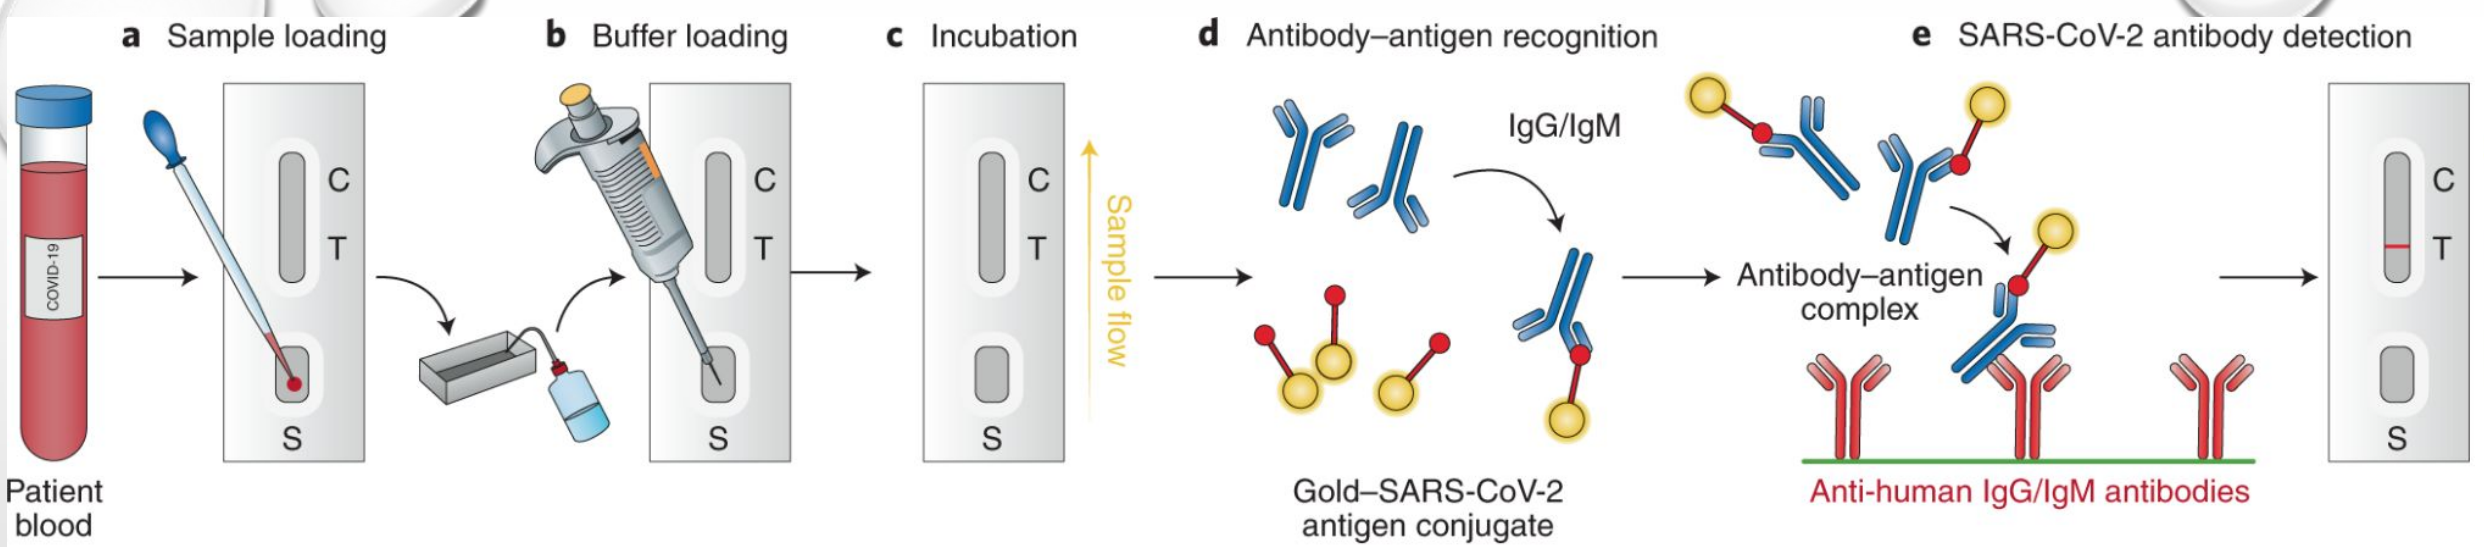 a Sample loading
b Buffer loading
c Incubation
d Antibody–antigen recognition
e SARS-CoV-2 antibody detection
COVID-19
Patient
blood
C
T
S
C
T
S
C
T
S
Sample flow
IgG/IgM
Gold–SARS-CoV-2
antigen conjugate
Antibody–antigen
complex
Anti-human IgG/IgM antibodies
C
T
S